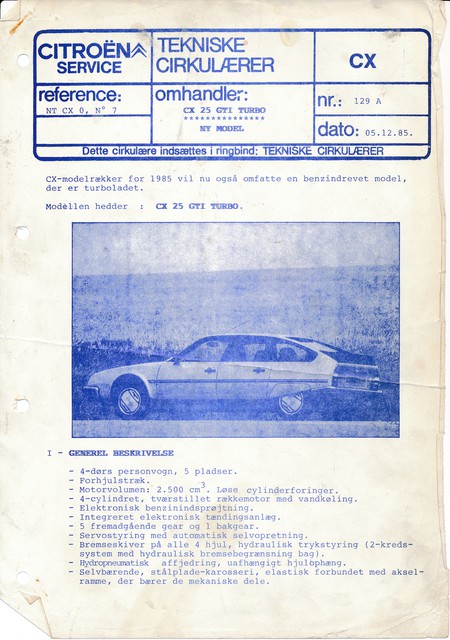 CITROËN
SERVICE
TEKNISKE
CIRKULÆRER
CX
reference:
NT CX 0, N° 7
omhandler:
CX 25 GTI TURBO
***************
NY MODEL
nr.: 129 A
dato: 05.12.85.
Dette cirkulære indsættes i ringbind: TEKNISKE CIRKULÆRER
CX-modelrækker for 1985 vil nu også omfatte en benzindrevet model,
der er turboladet.
Modellen hedder : CX 25 GTI TURBO.
I - GENEREL BESKRIVELSE
- 4-dørs personvogn, 5 pladser.
- Forhjulstræk.
- Motorvolumen: 2.500 cm3. Løse cylinderforinger.
- 4-cylindret, tværstillet rækkemotor med vandkøling.
- Elektronisk benzinindsprøjtning.
- Integreret elektronisk tændingsanlæg.
- 5 fremadgående gear og 1 bakgear.
- Servostyring med automatisk selvopretning.
- Bremseskiver på alle 4 hjul, hydraulisk trykstyring (2-kreds-
system med hydraulisk bremsebegrænsning bag).
- Hydropneumatisk affjedring, uafhængigt hjulophæng.
- Selvbærende, stålplade-karosseri, elastisk forbundet med aksel-
ramme, der bærer de mekaniske dele.